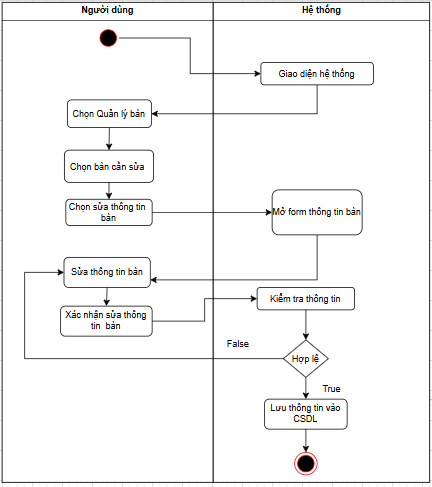 Người dùng
Hệ thống
Giao diện hệ thống
Chọn Quản lý bàn
Chọn bàn cần sửa
Chọn sửa thông tin
bàn
Mở form thông tin bàn
Sửa thông tin bàn
Xác nhận sửa thông
tin bàn
Kiểm tra thông tin
False
Hợp lệ
True
Lưu thông tin vào
CSDL